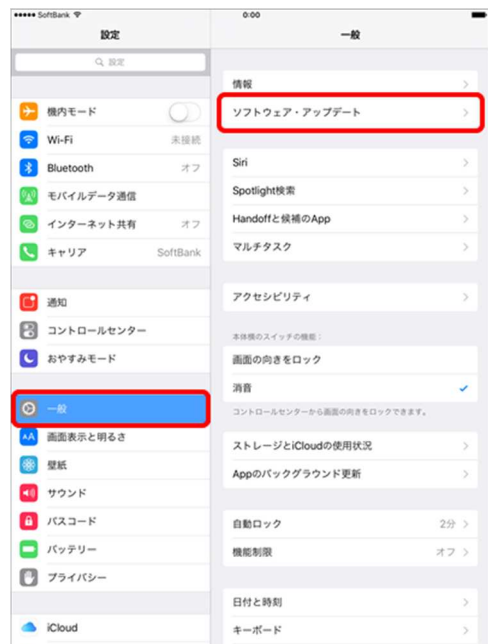 SoftBank
0:00
設定
設定
機内モード
Wi-Fi 未接続
Bluetooth オフ
モバイルデータ通信
インターネット共有 オフ
キャリア SoftBank
通知
コントロールセンター
おやすみモード
一般
AA 画面表示と明るさ
壁紙
サウンド
パスコード
バッテリー
プライバシー
iCloud
一般
情報
ソフトウェア・アップデート
Siri
Spotlight検索
Handoffと候補のApp
マルチタスク
アクセシビリティ
本体横のスイッチの機能:
画面の向きをロック
消音
コントロールセンターから画面の向きをロックできます。
ストレージとiCloudの使用状況
Appのバックグラウンド更新
自動ロック 2分
機能制限 オフ
日付と時刻
キーボード